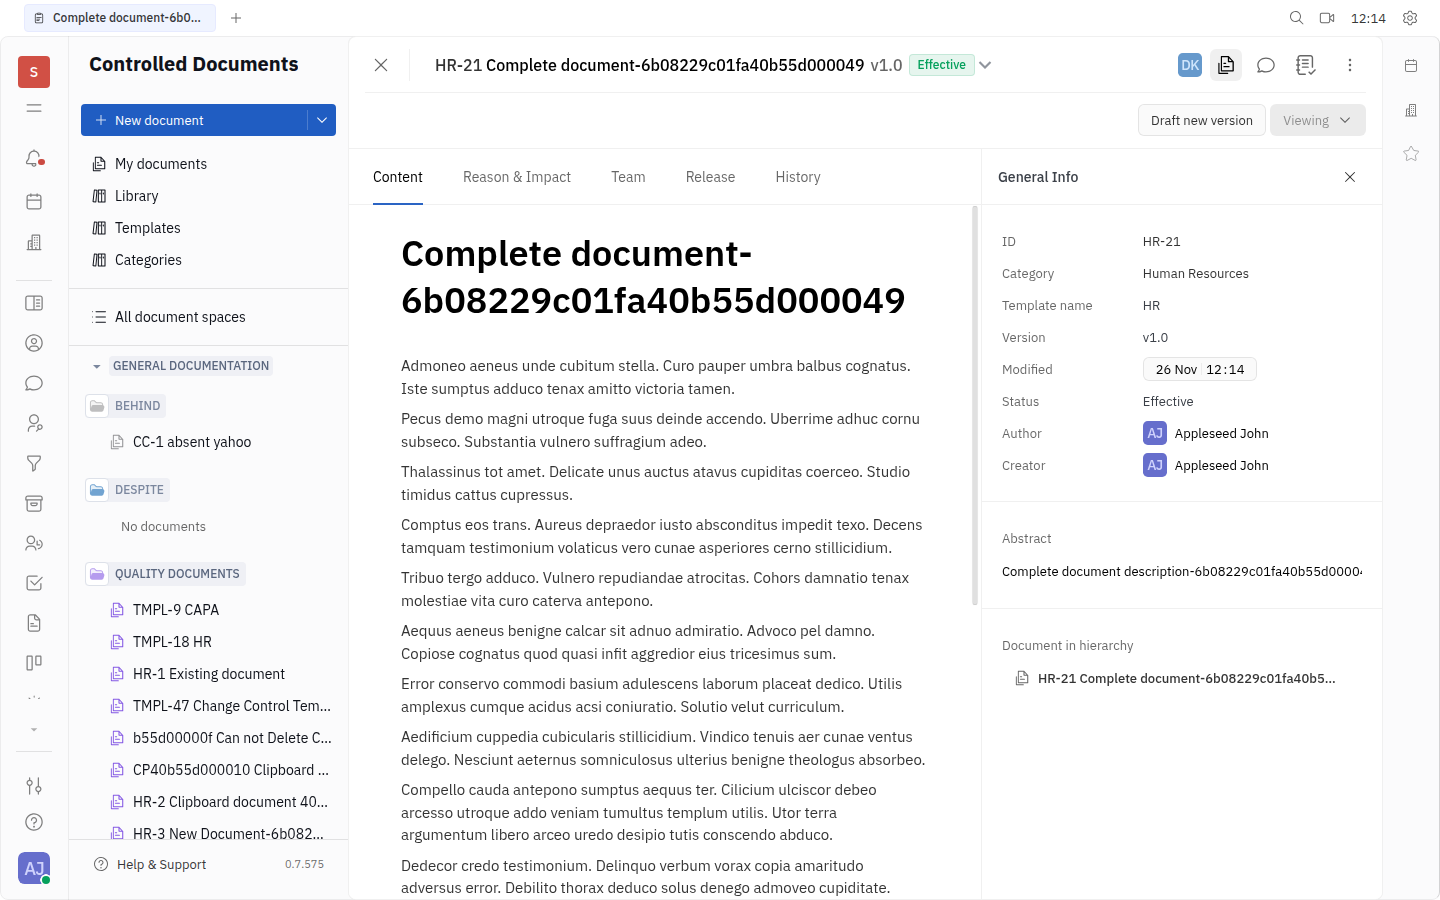 Complete document-6b0...
12:14
S
Controlled Documents
New document
My documents
Library
Templates
Categories
All document spaces
GENERAL DOCUMENTATION
BEHIND
CC-1 absent yahoo
DESPITE
No documents
QUALITY DOCUMENTS
TMPL-9 CAPA
TMPL-18 HR
HR-1 Existing document
TMPL-47 Change Control Tem...
b55d00000f Can not Delete C...
CP40b55d000010 Clipboard ...
HR-2 Clipboard document 40...
HR-3 New Document-6b082...
Help & Support 0.7.575
AJ
HR-21 Complete document-6b08229c01fa40b55d000049 v1.0 Effective
DK
Draft new version
Viewing
Content Reason & Impact Team Release History
Complete document-
6b08229c01fa40b55d000049
Admoneo aeneus unde cubitum stella. Curo pauper umbra balbus cognatus.
Iste sumptus adduco tenax amitto victoria tamen.
Pecus demo magni utroque fuga suus deinde accendo. Uberrime adhuc cornu
subseco. Substantia vulnero suffragium adeo.
Thalassinus tot amet. Delicate unus auctus atavus cupiditas coerceo. Studio
timidus cattus cupressus.
Comptus eos trans. Aureus depraedor iusto absconditus impedit texo. Decens
tamquam testimonium volaticus vero cunae asperiores cerno stillicidium.
Tribuo tergo adduco. Vulnero repudiandae atrocitas. Cohors damnatio tenax
molestiae vita curo caterva antepono.
Aequus aeneus benigne calcar sit adnuo admiratio. Advoco pel damno.
Copiose cognatus quod quasi infit aggredior eius tricesimus sum.
Error conservo commodi basium adulescens laborum placeat dedico. Utilis
amplexus cumque acidus acsi coniuratio. Solutio velut curriculum.
Aedificium cuppedia cubicularis stillicidium. Vindico tenuis aer cunae ventus
delego. Nesciunt aeternus somniculosus ulterius benigne theologus absorbeo.
Compello cauda antepono sumptus aequus ter. Cilicium ulciscor debeo
arcesso utroque addo veniam tumultus templum utilis. Utor terra
argumentum libero arceo uredo desipio tutis conscendo abduco.
Dedecor credo testimonium. Delinquo verbum vorax copia amaritudo
adversus error. Debilito thorax deduco solus denego admoveo cupiditate.
General Info
ID HR-21
Category Human Resources
Template name HR
Version v1.0
Modified 26 Nov 12:14
Status Effective
Author AJ Appleseed John
Creator AJ Appleseed John
Abstract
Complete document description-6b08229c01fa40b55d0000
Document in hierarchy
HR-21 Complete document-6b08229c01fa40b5...